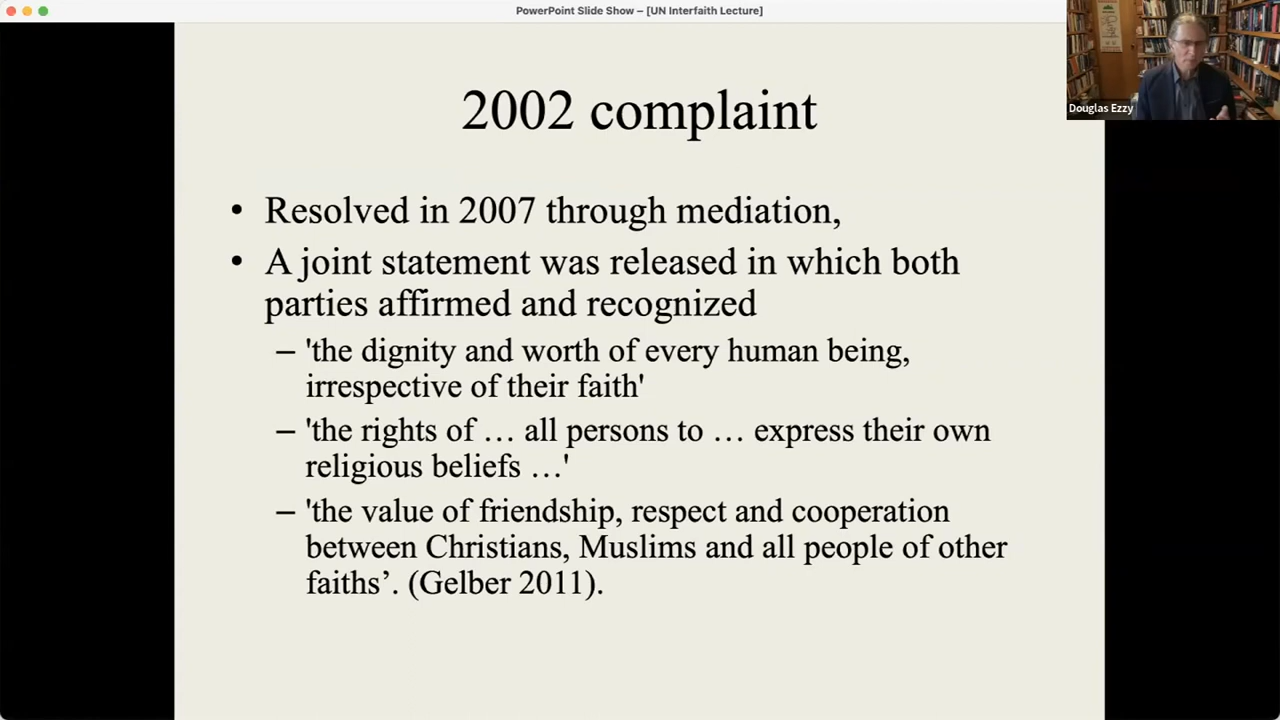 PowerPoint Slide Show – [UN Interfaith Lecture]
Douglas Ezzy
2002 complaint
• Resolved in 2007 through mediation,
• A joint statement was released in which both
parties affirmed and recognized
– 'the dignity and worth of every human being,
irrespective of their faith'
– 'the rights of … all persons to … express their own
religious beliefs …'
– 'the value of friendship, respect and cooperation
between Christians, Muslims and all people of other
faiths’. (Gelber 2011).